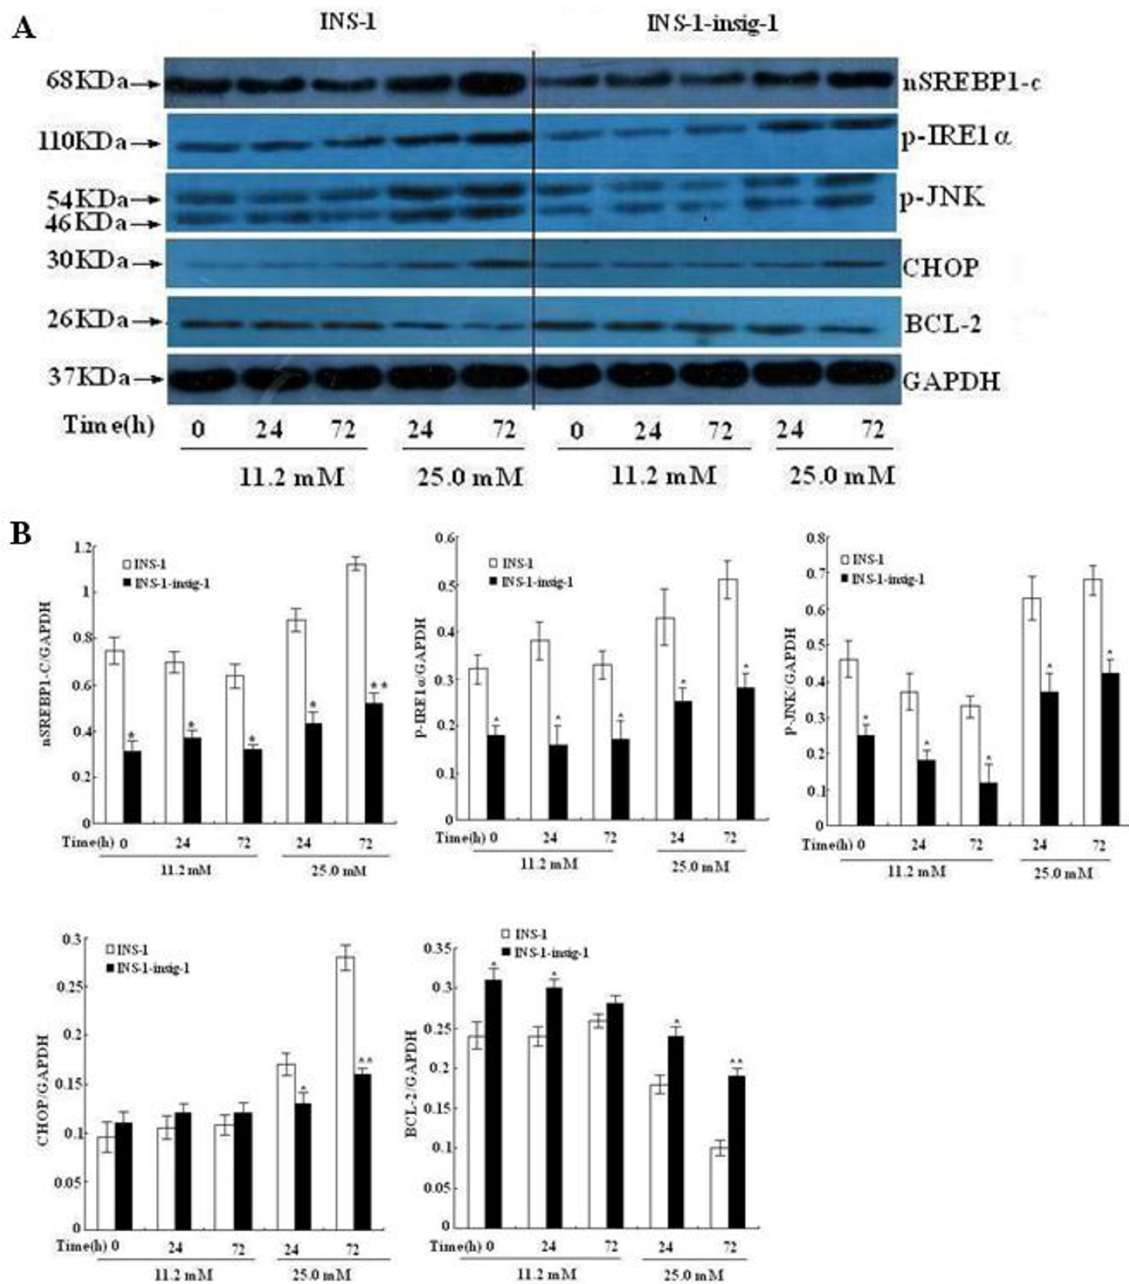 A
INS-1 INS-1-insig-1
68KDa nSREBP1-c
110KDa p-IRE1α
54KDa p-JNK
46KDa
30KDa CHOP
26KDa BCL-2
37KDa GAPDH
Time(h) 0 24 72 24 72 0 24 72 24 72
11.2 mM 25.0 mM 11.2 mM 25.0 mM
B
nSREBP1-C/GAPDH
1.2
1
0.8
0.6
0.4
0.2
0
INS-1
INS-1-insig-1
* * * * **
Time(h) 0 24 72 24 72
11.2 mM 25.0 mM
P-IRE1α/GAPDH
0.6
0.5
0.4
0.3
0.2
0.1
0
INS-1
INS-1-insig-1
* * * * *
Time(h) 0 24 72 24 72
11.2 mM 25.0 mM
P-JNK/GAPDH
0.8
0.7
0.6
0.5
0.4
0.3
0.2
0.1
0
INS-1
INS-1-insig-1
* * * * *
Time(h) 0 24 72 24 72
11.2 mM 25.0 mM
CHOP/GAPDH
0.3
0.25
0.2
0.15
0.1
0.05
0
INS-1
INS-1-insig-1
* **
Time(h) 0 24 72 24 72
11.2 mM 25.0 mM
BCL-2/GAPDH
0.35
0.3
0.25
0.2
0.15
0.1
0.05
0
INS-1
INS-1-insig-1
* * * **
Time(h) 0 24 72 24 72
11.2 mM 25.0 mM